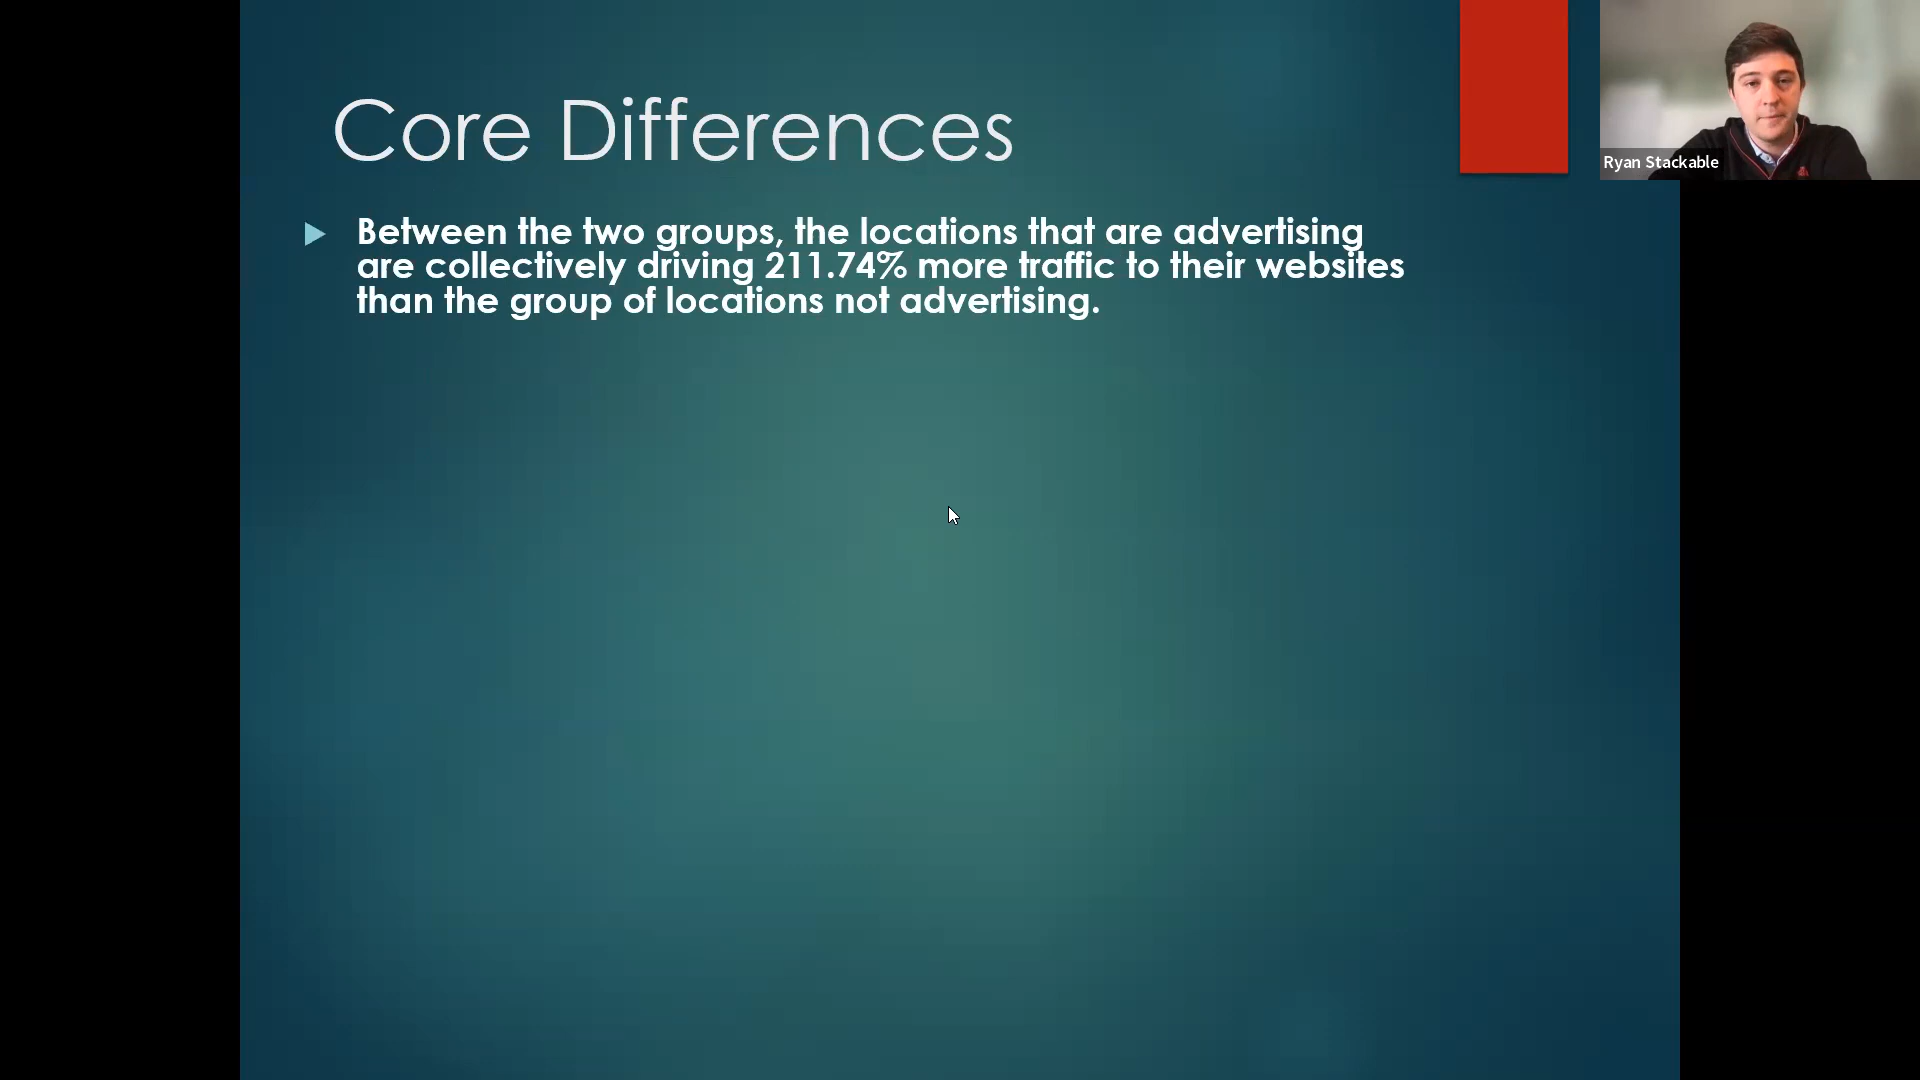 Core Differences
Between the two groups, the locations that are advertising
are collectively driving 211.74% more traffic to their websites
than the group of locations not advertising.
Ryan Stackable